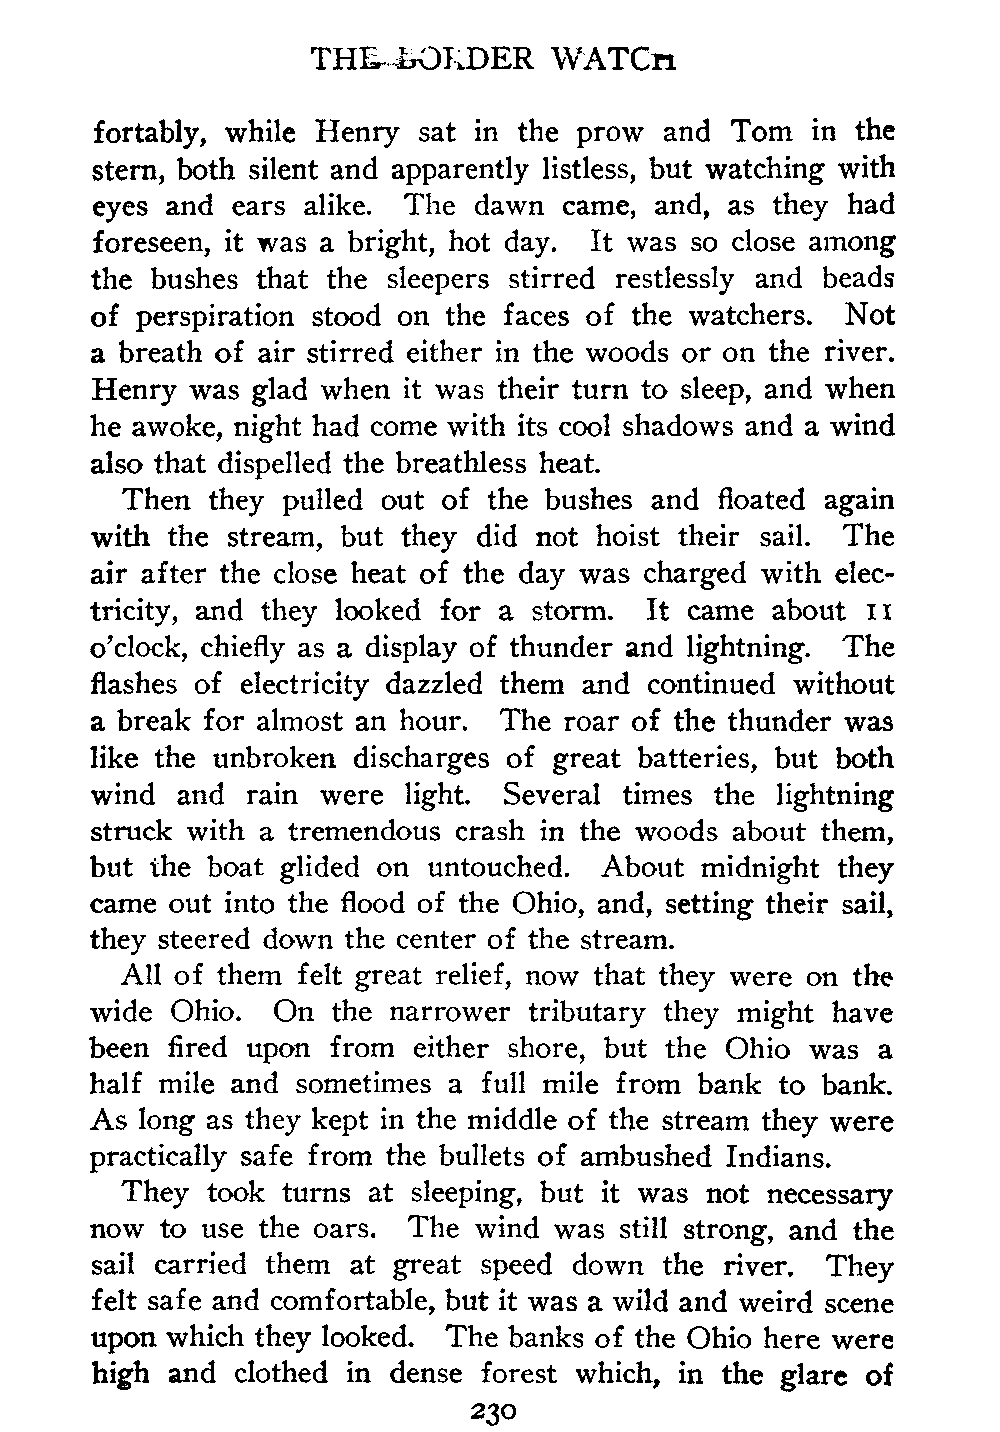 THE BORDER WATCH
fortably, while Henry sat in the prow and Tom in the
stern, both silent and apparently listless, but watching with
eyes and ears alike. The dawn came, and, as they had
foreseen, it was a bright, hot day. It was so close among
the bushes that the sleepers stirred restlessly and beads
of perspiration stood on the faces of the watchers. Not
a breath of air stirred either in the woods or on the river.
Henry was glad when it was their turn to sleep, and when
he awoke, night had come with its cool shadows and a wind
also that dispelled the breathless heat.
Then they pulled out of the bushes and floated again
with the stream, but they did not hoist their sail. The
air after the close heat of the day was charged with elec-
tricity, and they looked for a storm. It came about 11
o'clock, chiefly as a display of thunder and lightning. The
flashes of electricity dazzled them and continued without
a break for almost an hour. The roar of the thunder was
like the unbroken discharges of great batteries, but both
wind and rain were light. Several times the lightning
struck with a tremendous crash in the woods about them,
but the boat glided on untouched. About midnight they
came out into the flood of the Ohio, and, setting their sail,
they steered down the center of the stream.
All of them felt great relief, now that they were on the
wide Ohio. On the narrower tributary they might have
been fired upon from either shore, but the Ohio was a
half mile and sometimes a full mile from bank to bank.
As long as they kept in the middle of the stream they were
practically safe from the bullets of ambushed Indians.
They took turns at sleeping, but it was not necessary
now to use the oars. The wind was still strong, and the
sail carried them at great speed down the river. They
felt safe and comfortable, but it was a wild and weird scene
upon which they looked. The banks of the Ohio here were
high and clothed in dense forest which, in the glare of
230